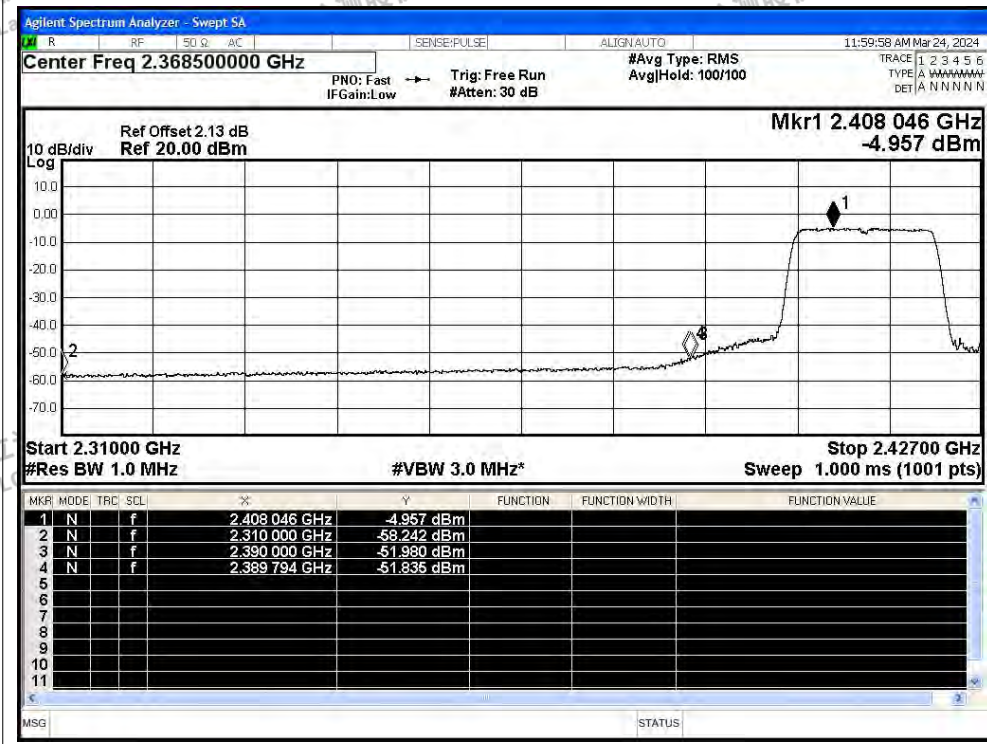 Agilent Spectrum Analyzer - Swept SA
R RF 50 Ω AC SENSE:PULSE ALIGN AUTO 11:59:58 AM Mar 24, 2024
Center Freq 2.368500000 GHz #Avg Type: RMS TRACE 1 2 3 4 5 6
PNO: Fast Trig: Free Run Avg|Hold: 100/100 TYPE A WWWWWW
IFGain:Low #Atten: 30 dB DET A N N N N N
Mkr1 2.408 046 GHz
-4.957 dBm
Ref Offset 2.13 dB
10 dB/div Ref 20.00 dBm
Log
10.0
0.00
-10.0
-20.0
-30.0
-40.0
-50.0
-60.0
-70.0
1
2
4
Start 2.31000 GHz Stop 2.42700 GHz
#Res BW 1.0 MHz #VBW 3.0 MHz* Sweep 1.000 ms (1001 pts)
MKR MODE TRC SCL X Y FUNCTION FUNCTION WIDTH FUNCTION VALUE
1 N f 2.408 046 GHz -4.957 dBm
2 N f 2.310 000 GHz -58.242 dBm
3 N f 2.390 000 GHz -51.980 dBm
4 N f 2.389 794 GHz -51.835 dBm
5
6
7
8
9
10
11
MSG STATUS